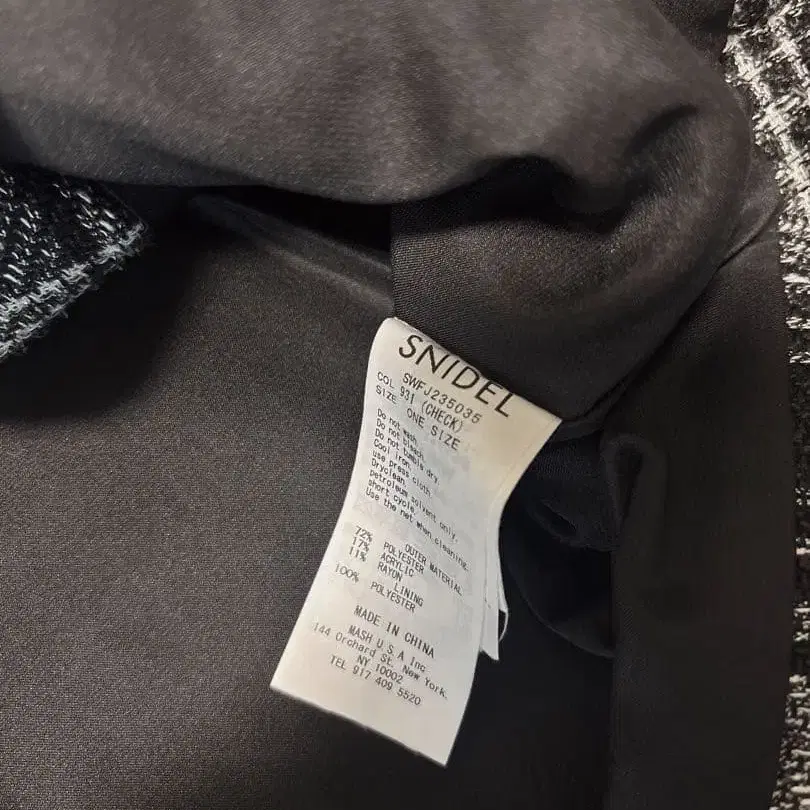 SNIDEL
SWFJ235035
COL 931 (CHECK)
SIZE ONE SIZE
Do not wash.
Do not bleach.
Do not tumble dry.
Cool iron.
use press cloth.
Dryclean
petroleum solvent only.
short cycle.
Use the net when cleaning.
OUTER MATERIAL
72% POLYESTER
17% ACRYLIC
11% RAYON
LINING
100% POLYESTER
MADE IN CHINA
MASH U.S.A Inc.
144 Orchard St. New York.
NY 10002
TEL 917 409 5520